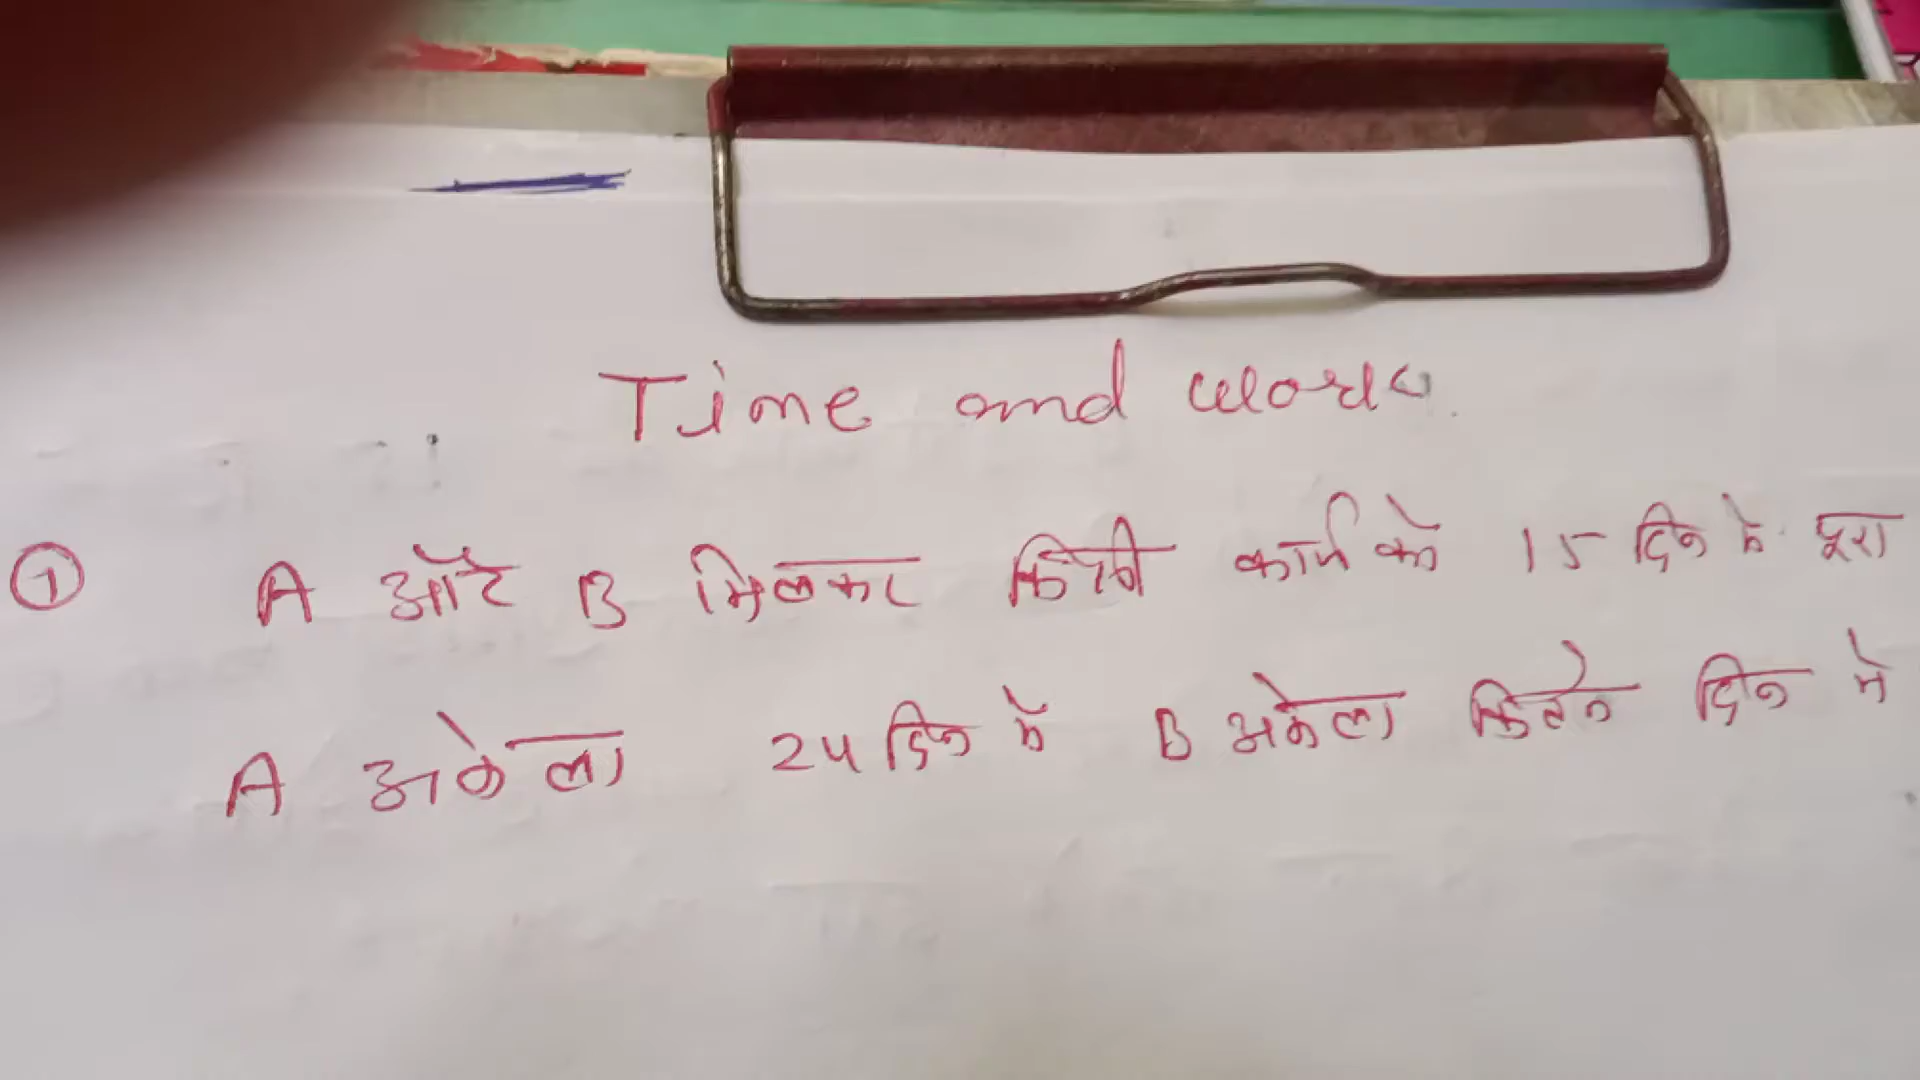 Time and work.
1 A और B मिलकर किसी कार्य को 15 दिन में पूरा
A अकेला 24 दिन में B अकेला कितने दिन में